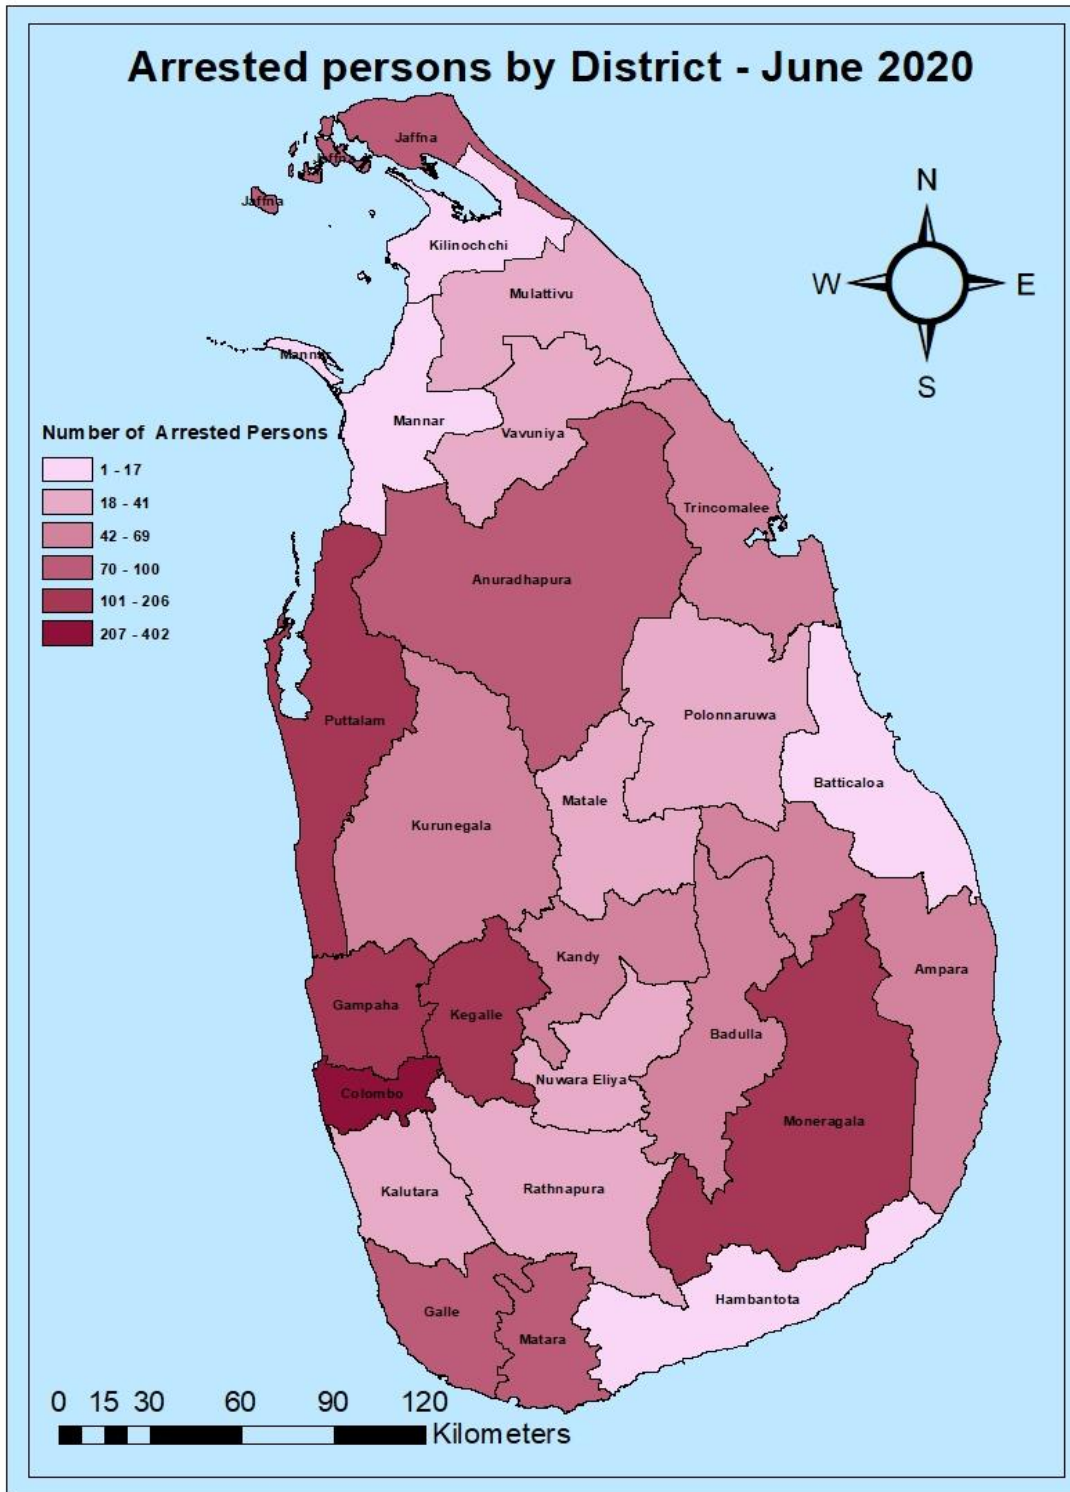 Arrested persons by District - June 2020
Jaffna
Jaffna
Jaffna
N
W E
S
Kilinochchi
Mulattivu
Mannar
Mannar
Vavuniya
Number of Arrested Persons
1 - 17
18 - 41
42 - 69
70 - 100
101 - 206
207 - 402
Trincomalee
Anuradhapura
Puttalam
Polonnaruwa
Batticaloa
Matale
Kurunegala
Kandy
Ampara
Gampaha
Kegalle
Badulla
Nuwara Eliya
Colombo
Moneragala
Kalutara
Rathnapura
Hambantota
Galle
Matara
0 15 30 60 90 120
Kilometers